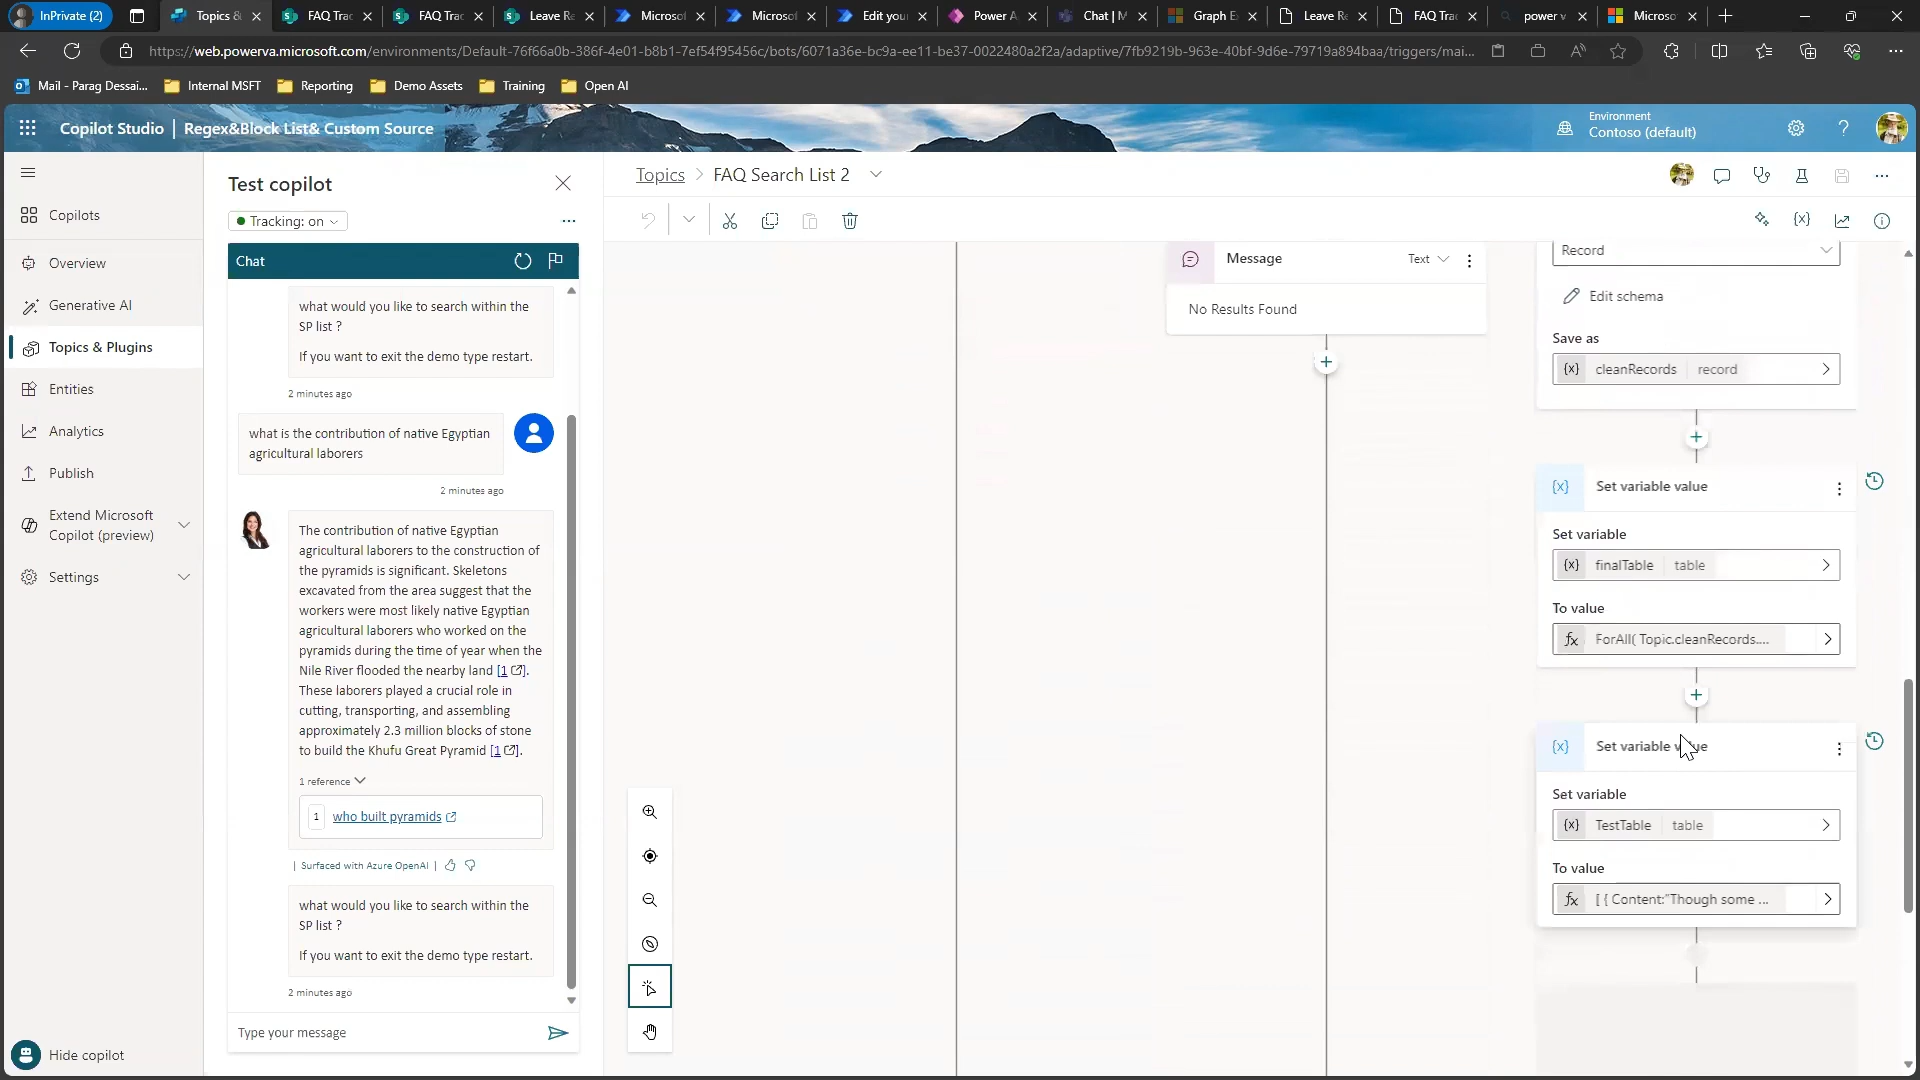 InPrivate (2)
Topics &
FAQ Trac
FAQ Trac
Leave Re
Microsof
Microsof
Edit your
Power A
Chat | M
Graph E
Leave Re
FAQ Trac
power v
Microso
https://web.powerva.microsoft.com/environments/Default-76f66a0b-386f-4e01-b8b1-7ef54f95456c/bots/6071a36e-bc9a-ee11-be37-0022480a2f2a/adaptive/7fb9219b-963e-40bf-9d6e-79719a894baa/triggers/mai...
Mail - Parag Dessai...
Internal MSFT
Reporting
Demo Assets
Training
Open AI
Copilot Studio | Regex&Block List& Custom Source
Environment
Contoso (default)
Copilots
Overview
Generative AI
Topics & Plugins
Entities
Analytics
Publish
Extend Microsoft
Copilot (preview)
Settings
Hide copilot
Test copilot
Tracking: on
Chat
what would you like to search within the
SP list ?
If you want to exit the demo type restart.
2 minutes ago
what is the contribution of native Egyptian
agricultural laborers
2 minutes ago
The contribution of native Egyptian
agricultural laborers to the construction of
the pyramids is significant. Skeletons
excavated from the area suggest that the
workers were most likely native Egyptian
agricultural laborers who worked on the
pyramids during the time of year when the
Nile River flooded the nearby land [1].
These laborers played a crucial role in
cutting, transporting, and assembling
approximately 2.3 million blocks of stone
to build the Khufu Great Pyramid [1].
1 reference
1 who built pyramids
| Surfaced with Azure OpenAI |
what would you like to search within the
SP list ?
If you want to exit the demo type restart.
2 minutes ago
Type your message
Topics > FAQ Search List 2
Message
Text
No Results Found
Record
Edit schema
Save as
{x} cleanRecords record
{x} Set variable value
Set variable
{x} finalTable table
To value
fx ForAll( Topic.cleanRecords....
{x} Set variable value
Set variable
{x} TestTable table
To value
fx [ { Content:"Though some ...